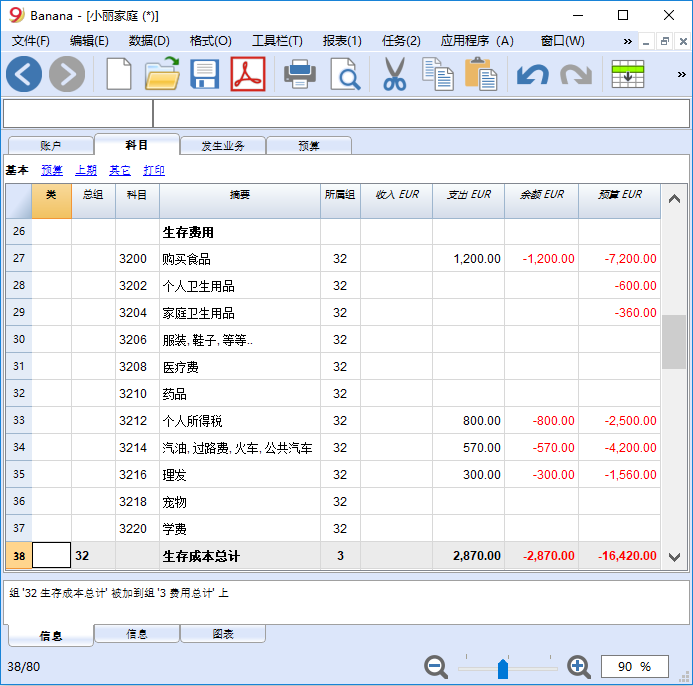 Banana - [小丽家庭 (*)]
文件(F) 编辑(E) 数据(D) 格式(O) 工具栏(T) 报表(1) 任务(2) 应用程序 (A) 窗口(W) »
»
账户 科目 发生业务 预算
基本 预算 上期 其它 打印
类 总组 科目 摘要 所属组 收入 EUR 支出 EUR 余额 EUR 预算 EUR
26 生存费用
27 3200 购买食品 32 1,200.00 -1,200.00 -7,200.00
28 3202 个人卫生用品 32 -600.00
29 3204 家庭卫生用品 32 -360.00
30 3206 服装, 鞋子, 等等.. 32
31 3208 医疗费 32
32 3210 药品 32
33 3212 个人所得税 32 800.00 -800.00 -2,500.00
34 3214 汽油, 过路费, 火车, 公共汽车 32 570.00 -570.00 -4,200.00
35 3216 理发 32 300.00 -300.00 -1,560.00
36 3218 宠物 32
37 3220 学费 32
38 32 生存成本总计 3 2,870.00 -2,870.00 -16,420.00
组 '32 生存成本总计' 被加到组 '3 费用总计' 上
信息 信息 图表
38/80 90 %